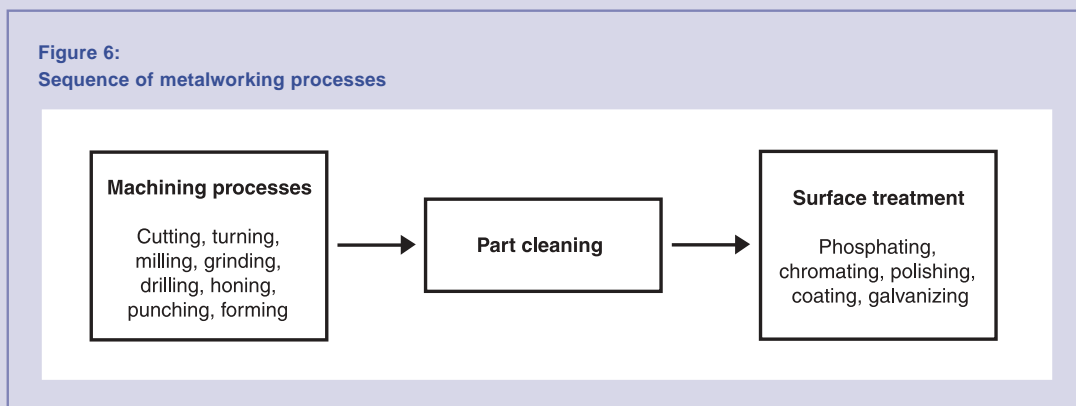 Figure 6:
Sequence of metalworking processes
Machining processes
Cutting, turning,
milling, grinding,
drilling, honing,
punching, forming
Part cleaning
Surface treatment
Phosphating,
chromating, polishing,
coating, galvanizing